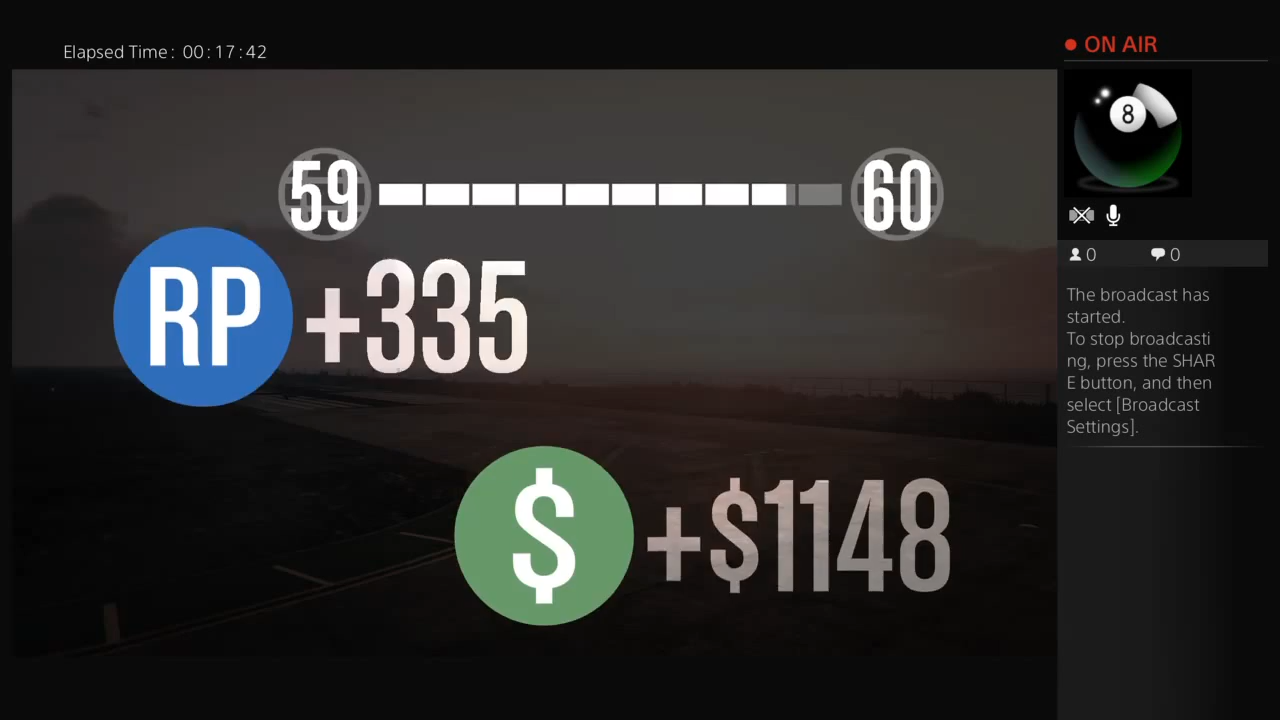 Elapsed Time: 00:17:42
ON AIR
8
59
60
RP +335
$ +$1148
0 0
The broadcast has
started.
To stop broadcasti
ng, press the SHAR
E button, and then
select [Broadcast
Settings].